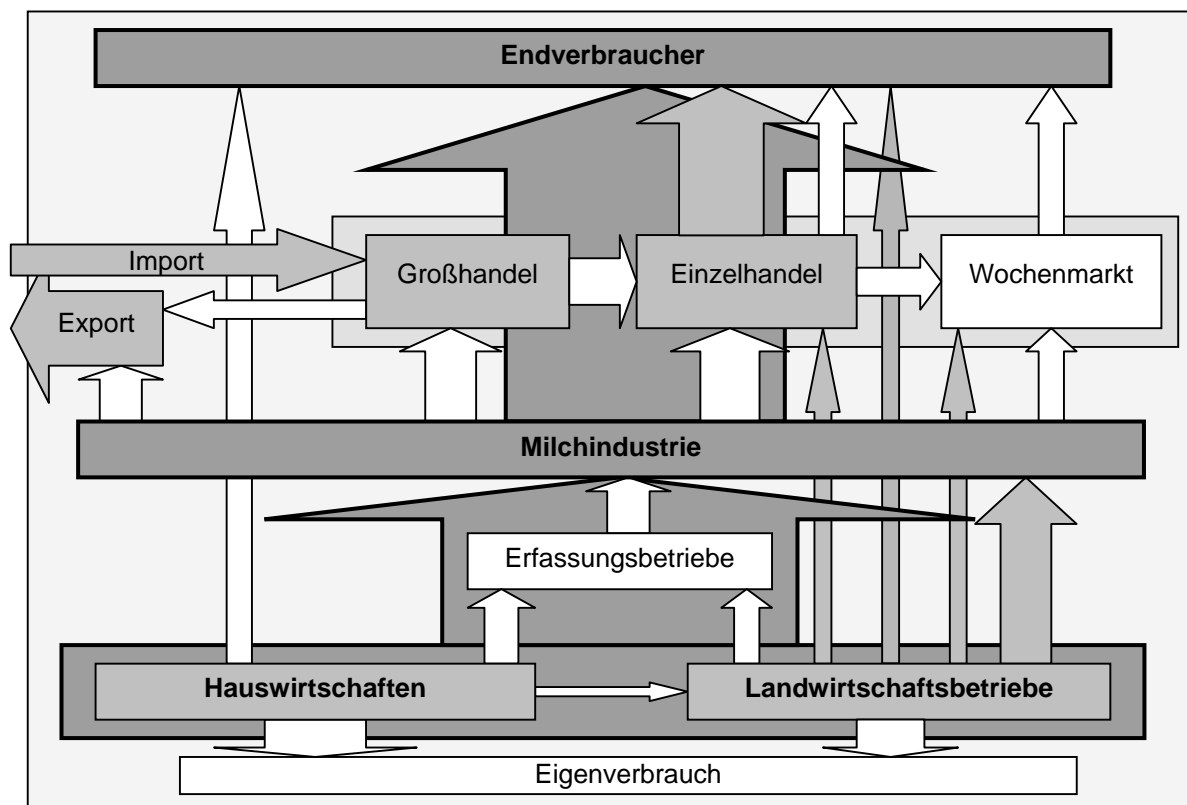 Endverbraucher
Import
Großhandel
Einzelhandel
Wochenmarkt
Export
Milchindustrie
Erfassungsbetriebe
Hauswirtschaften
Landwirtschaftsbetriebe
Eigenverbrauch